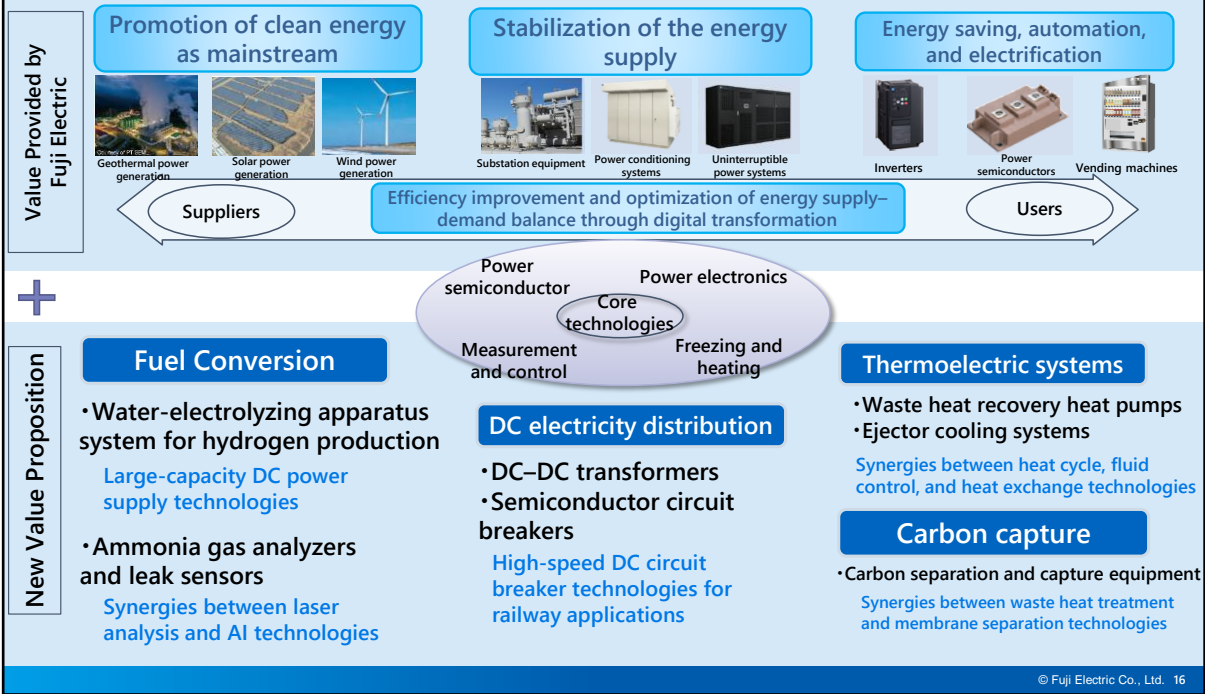 Value Provided by
Fuji Electric
Promotion of clean energy
as mainstream
Courtesy of PT SEML
Geothermal power
generation
Solar power
generation
Wind power
generation
Stabilization of the energy
supply
Substation equipment
Power conditioning
systems
Uninterruptible
power systems
Energy saving, automation,
and electrification
Inverters
Power
semiconductors
Vending machines
Suppliers
Efficiency improvement and optimization of energy supply–
demand balance through digital transformation
Users
Power
semiconductor
Power electronics
Core
technologies
Measurement
and control
Freezing and
heating
New Value Proposition
Fuel Conversion
・Water-electrolyzing apparatus
system for hydrogen production
Large-capacity DC power
supply technologies
・Ammonia gas analyzers
and leak sensors
Synergies between laser
analysis and AI technologies
DC electricity distribution
・DC–DC transformers
・Semiconductor circuit
breakers
High-speed DC circuit
breaker technologies for
railway applications
Thermoelectric systems
・Waste heat recovery heat pumps
・Ejector cooling systems
Synergies between heat cycle, fluid
control, and heat exchange technologies
Carbon capture
・Carbon separation and capture equipment
Synergies between waste heat treatment
and membrane separation technologies
© Fuji Electric Co., Ltd. 16